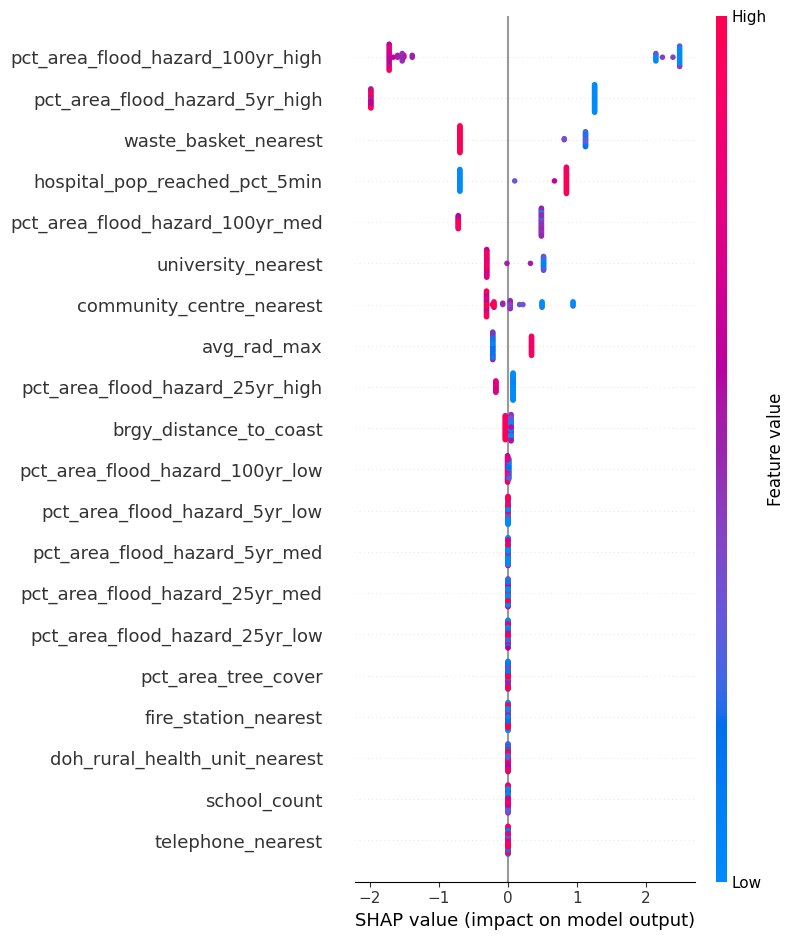 High
pct_area_flood_hazard_100yr_high
pct_area_flood_hazard_5yr_high
waste_basket_nearest
hospital_pop_reached_pct_5min
pct_area_flood_hazard_100yr_med
university_nearest
community_centre_nearest
avg_rad_max
pct_area_flood_hazard_25yr_high
brgy_distance_to_coast
pct_area_flood_hazard_100yr_low
pct_area_flood_hazard_5yr_low
pct_area_flood_hazard_5yr_med
pct_area_flood_hazard_25yr_med
pct_area_flood_hazard_25yr_low
pct_area_tree_cover
fire_station_nearest
doh_rural_health_unit_nearest
school_count
telephone_nearest
Feature value
Low
−2 −1 0 1 2
SHAP value (impact on model output)